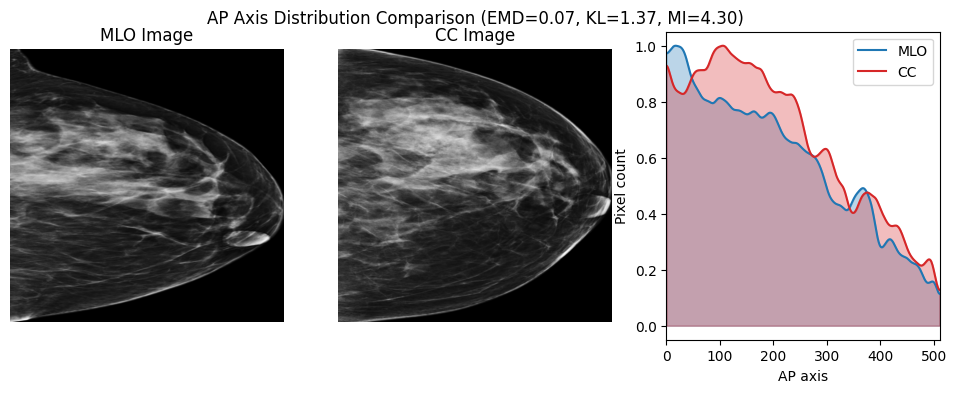 AP Axis Distribution Comparison (EMD=0.07, KL=1.37, MI=4.30)
MLO Image
CC Image
MLO
CC
Pixel count
1.0
0.8
0.6
0.4
0.2
0.0
0 100 200 300 400 500
AP axis